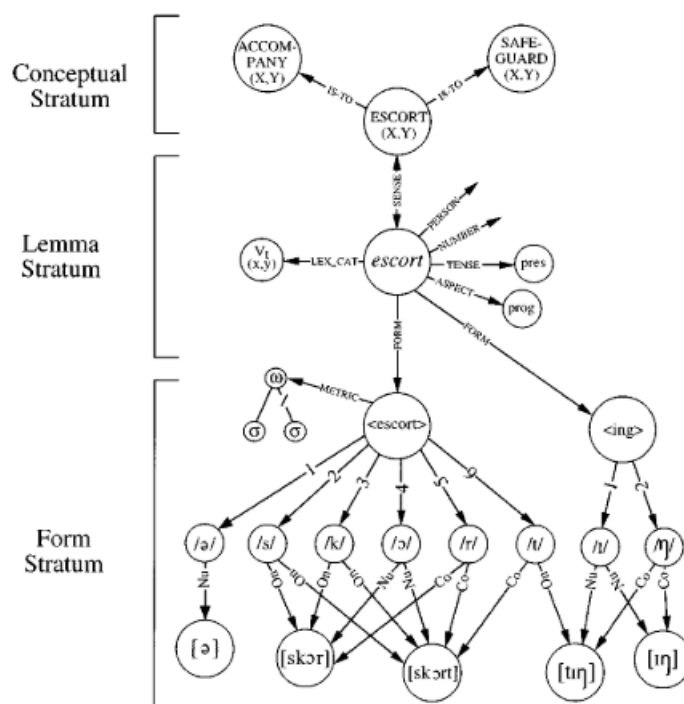 Conceptual
Stratum
ACCOM-
PANY
(X,Y)
SAFE-
GUARD
(X,Y)
IS-TO
IS-TO
ESCORT
(X,Y)
SENSE
Lemma
Stratum
Vt
(x,y)
LEX_CAT
escort
PERSON
NUMBER
TENSE
pres
ASPECT
prog
FORM
FORM
Form
Stratum
ω
METRIC
σ
σ
<escort>
<ing>
1 2 3 4 5 6
1 2
/ə/ /s/ /k/ /ɔ/ /r/ /t/ /ɪ/ /ŋ/
Nu On On On On Nu Nu Co Co Co On Nu Nu Co Co
[ə] [skɔr] [skɔrt] [tɪŋ] [ɪŋ]